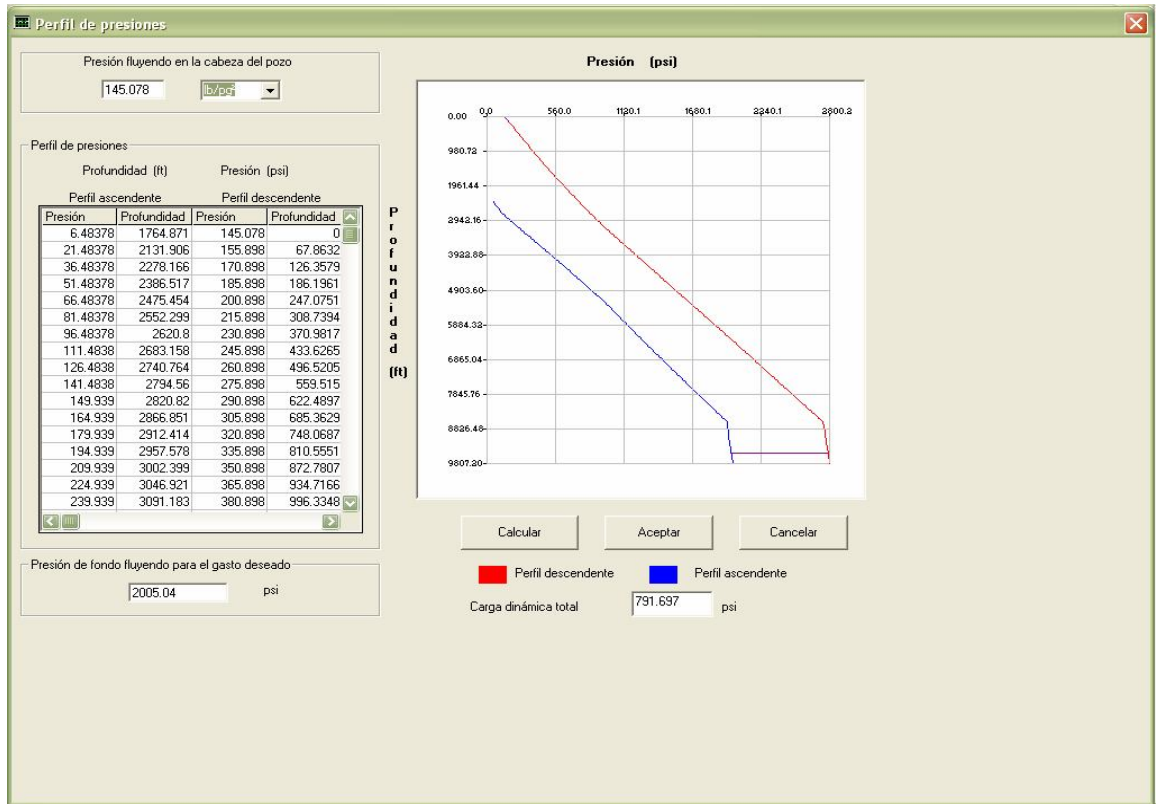 Perfil de presiones
Presión fluyendo en la cabeza del pozo
145.078 lb/pg²
Perfil de presiones
Profundidad (ft) Presión (psi)
Perfil ascendente Perfil descendente
Presión Profundidad Presión Profundidad
6.48378 1764.871 145.078 0
21.48378 2131.906 155.898 67.8632
36.48378 2278.166 170.898 126.3579
51.48378 2386.517 185.898 186.1961
66.48378 2475.454 200.898 247.0751
81.48378 2552.299 215.898 308.7394
96.48378 2620.8 230.898 370.9817
111.4838 2683.158 245.898 433.6265
126.4838 2740.764 260.898 496.5205
141.4838 2794.56 275.898 559.515
149.939 2820.82 290.898 622.4897
164.939 2866.851 305.898 685.3629
179.939 2912.414 320.898 748.0687
194.939 2957.578 335.898 810.5551
209.939 3002.399 350.898 872.7807
224.939 3046.921 365.898 934.7166
239.939 3091.183 380.898 996.3348
Presión de fondo fluyendo para el gasto deseado
2005.04 psi
Presión (psi)
0.0 560.0 1120.1 1680.1 2240.1 2800.2
0.00
980.72
1961.44
2942.16
3922.88
4903.60
5884.32
6865.04
7845.76
8826.48
9807.20
Profundidad (ft)
Calcular Aceptar Cancelar
Perfil descendente Perfil ascendente
Carga dinámica total 791.697 psi